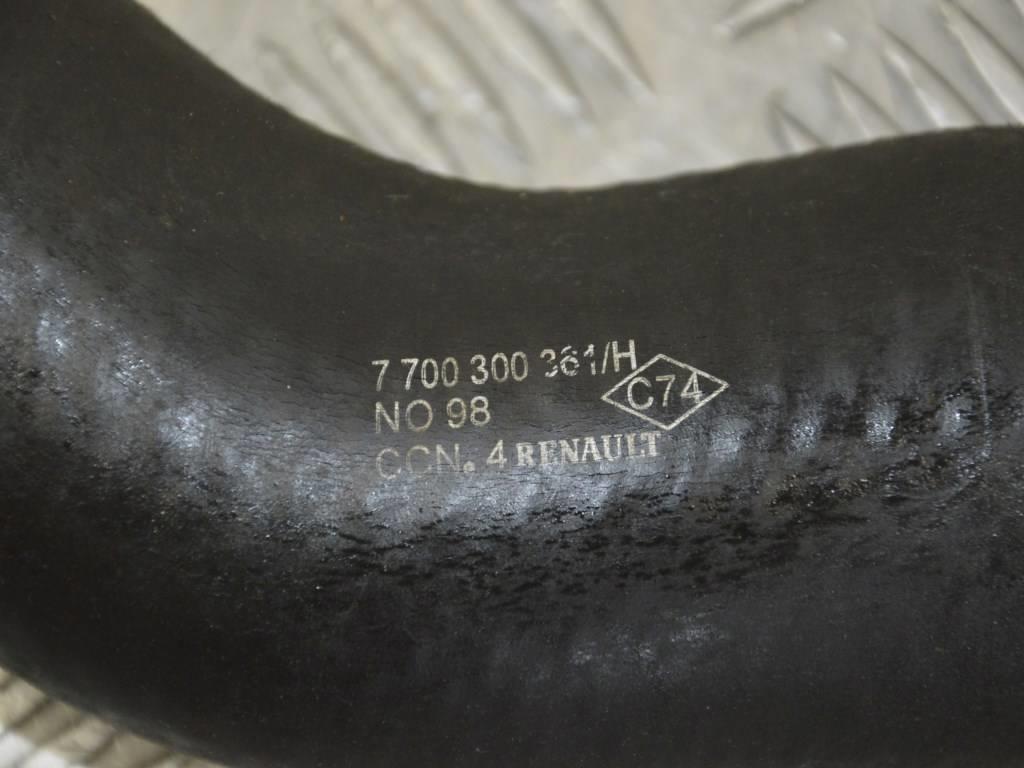 7 700 300 361/H
C74
NO 98
CCN. 4 RENAULT